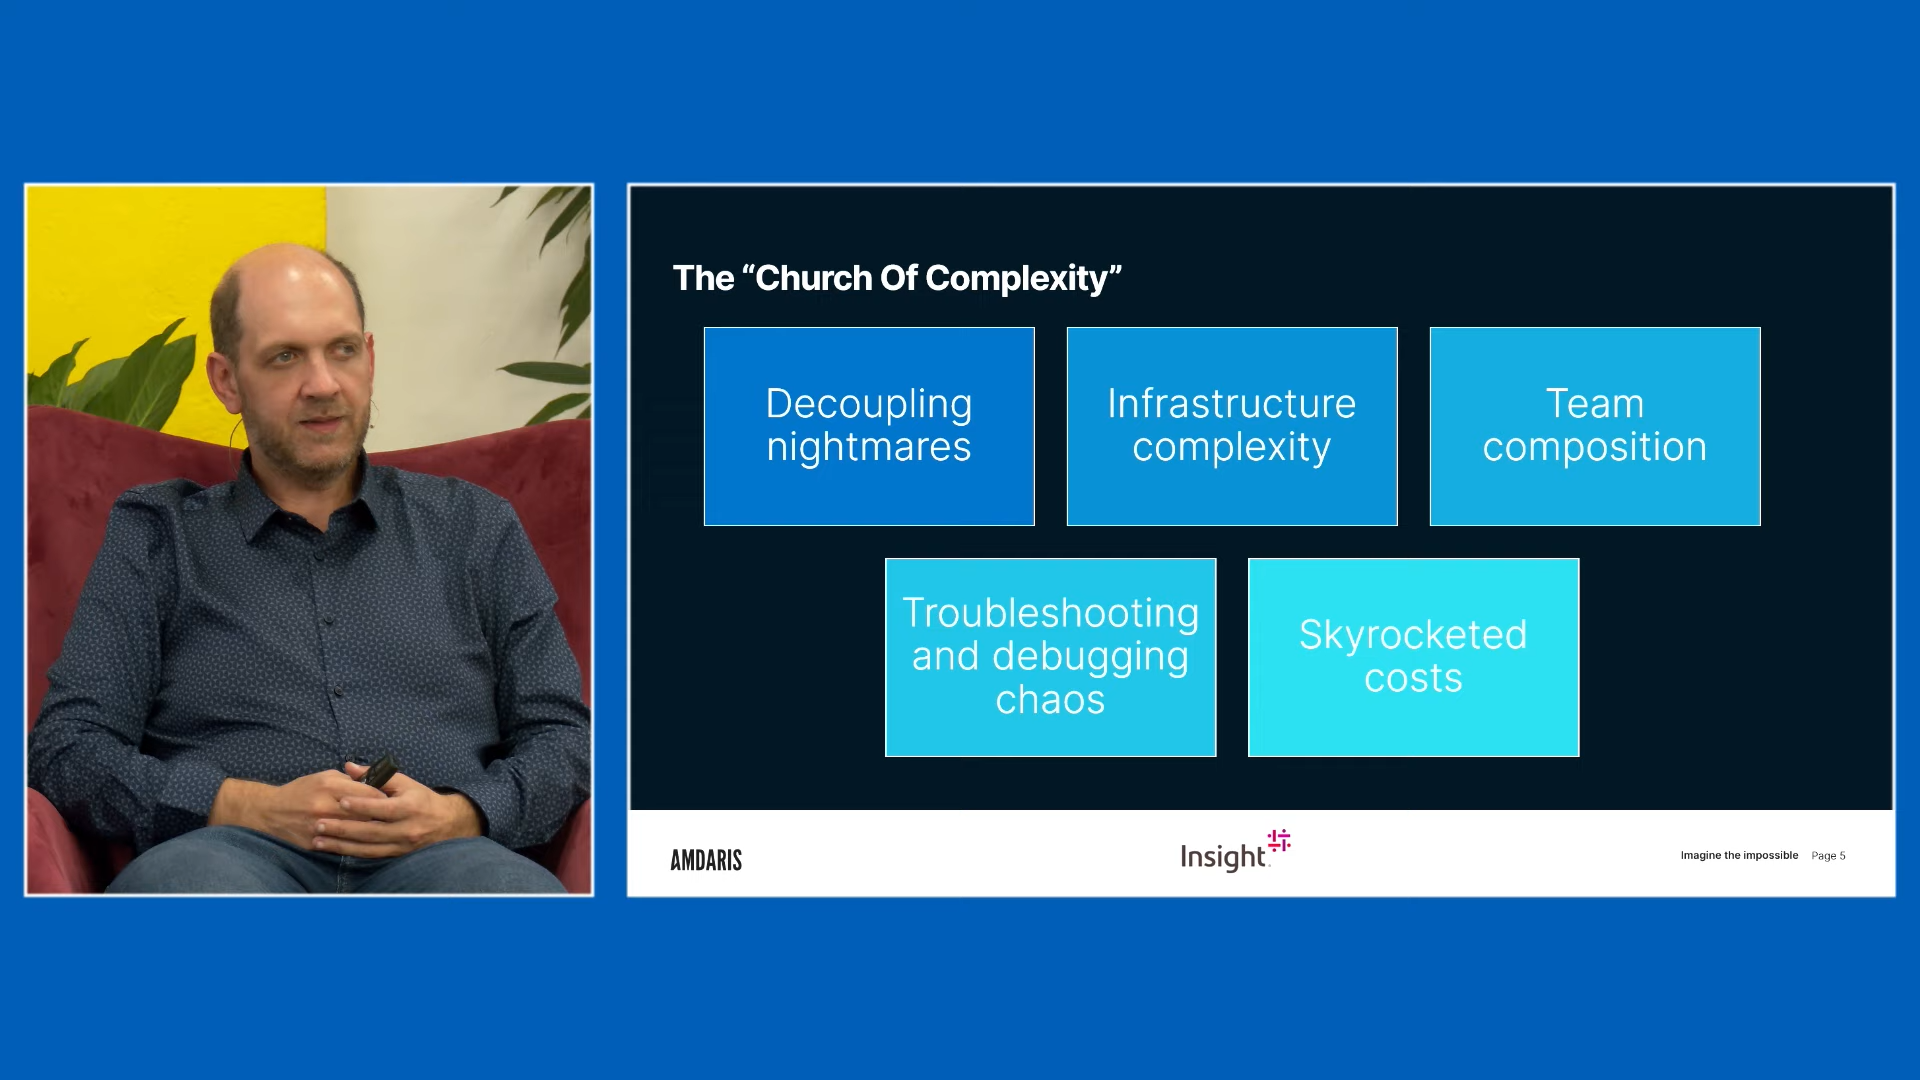 The “Church Of Complexity”
Decoupling
nightmares
Infrastructure
complexity
Team
composition
Troubleshooting
and debugging
chaos
Skyrocketed
costs
AMDARIS
Insight
Imagine the impossible Page 5